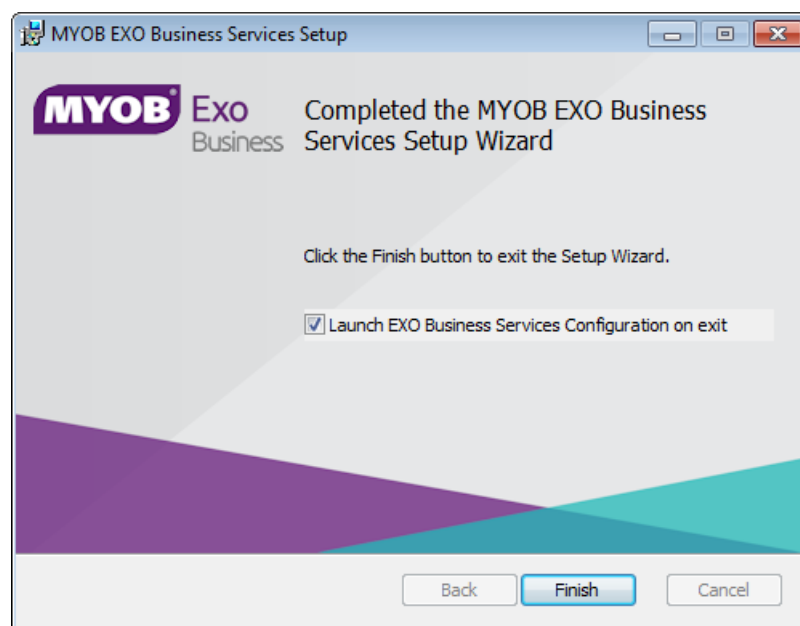 MYOB EXO Business Services Setup
MYOB Exo
Business
Completed the MYOB EXO Business
Services Setup Wizard
Click the Finish button to exit the Setup Wizard.
Launch EXO Business Services Configuration on exit
Back Finish Cancel